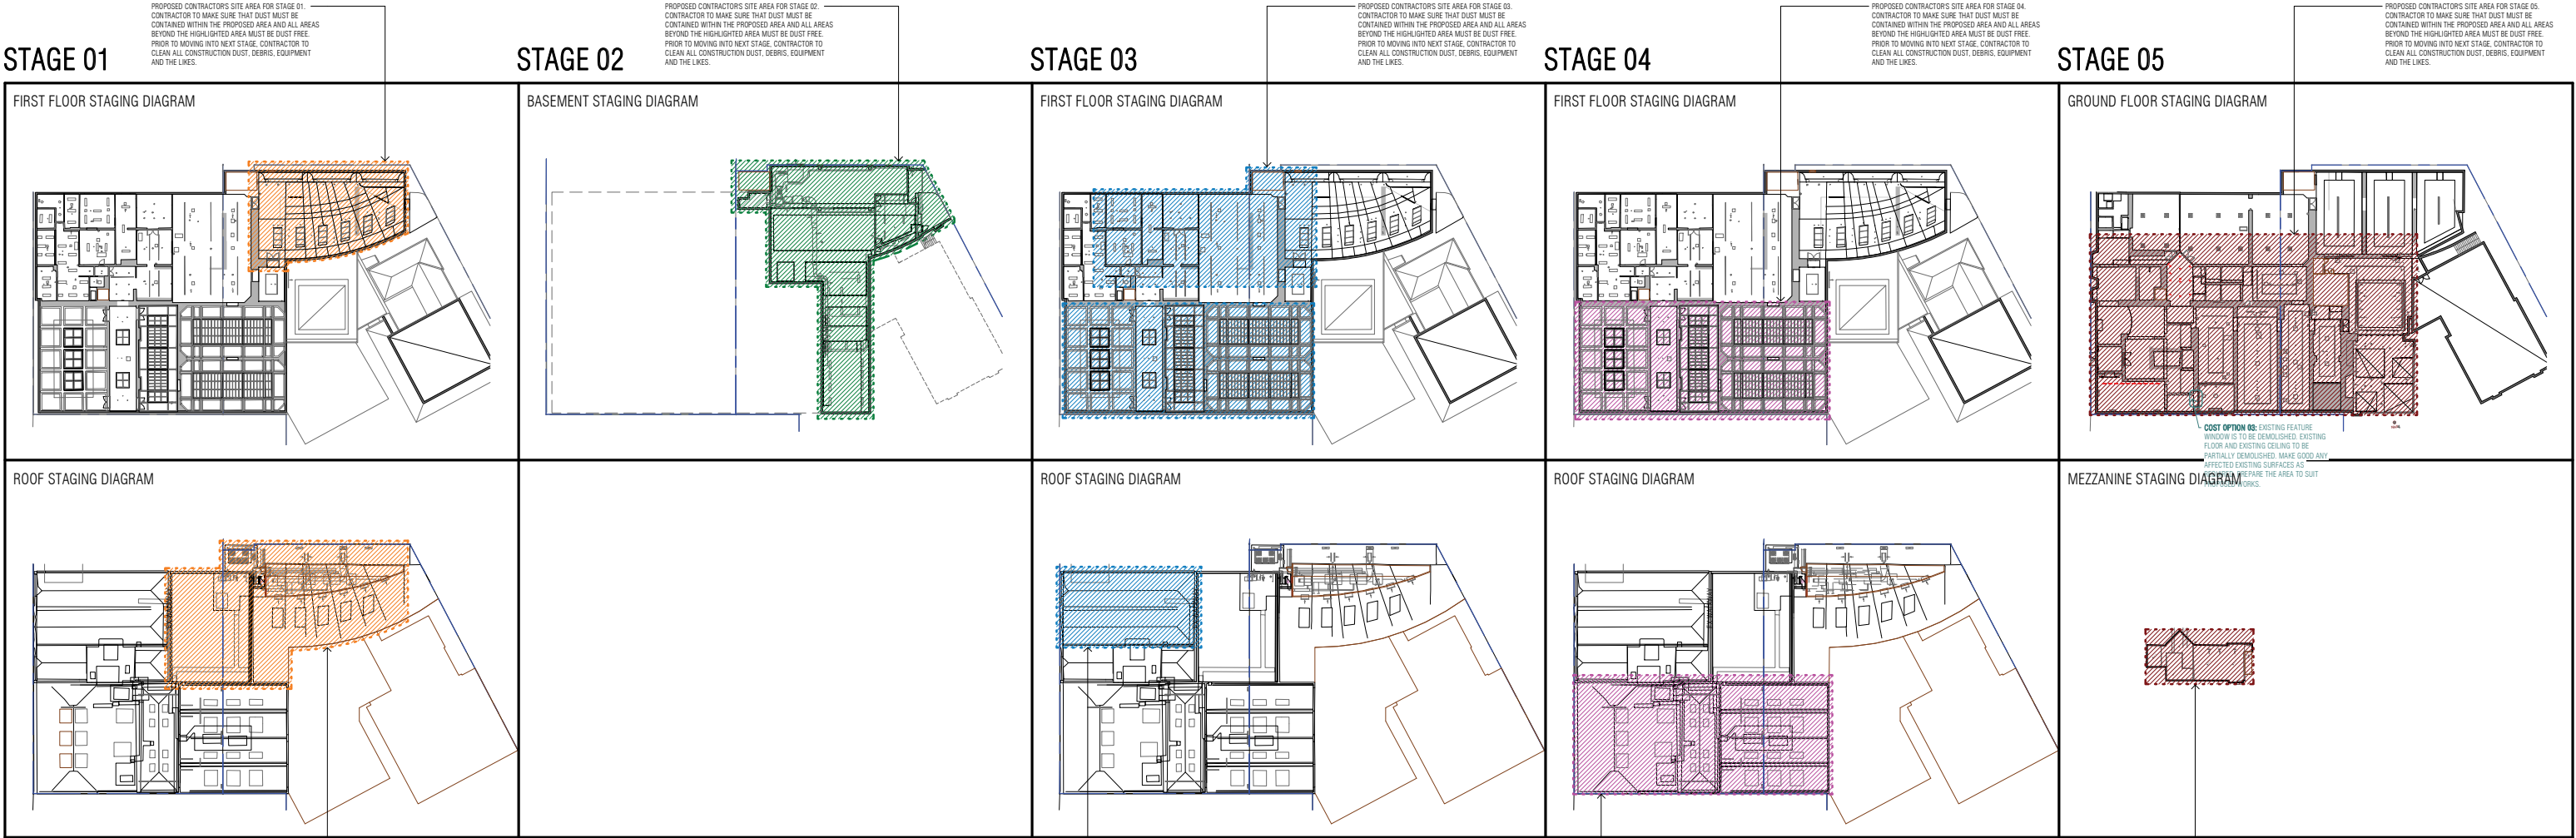 STAGE 01
PROPOSED CONTRACTOR'S SITE AREA FOR STAGE 01.
CONTRACTOR TO MAKE SURE THAT DUST MUST BE
CONTAINED WITHIN THE PROPOSED AREA AND ALL AREAS
BEYOND THE HIGHLIGHTED AREA MUST BE DUST FREE.
PRIOR TO MOVING INTO NEXT STAGE, CONTRACTOR TO
CLEAN ALL CONSTRUCTION DUST, DEBRIS, EQUIPMENT
AND THE LIKES.
FIRST FLOOR STAGING DIAGRAM
ROOF STAGING DIAGRAM
STAGE 02
PROPOSED CONTRACTOR'S SITE AREA FOR STAGE 02.
CONTRACTOR TO MAKE SURE THAT DUST MUST BE
CONTAINED WITHIN THE PROPOSED AREA AND ALL AREAS
BEYOND THE HIGHLIGHTED AREA MUST BE DUST FREE.
PRIOR TO MOVING INTO NEXT STAGE, CONTRACTOR TO
CLEAN ALL CONSTRUCTION DUST, DEBRIS, EQUIPMENT
AND THE LIKES.
BASEMENT STAGING DIAGRAM
STAGE 03
PROPOSED CONTRACTOR'S SITE AREA FOR STAGE 03.
CONTRACTOR TO MAKE SURE THAT DUST MUST BE
CONTAINED WITHIN THE PROPOSED AREA AND ALL AREAS
BEYOND THE HIGHLIGHTED AREA MUST BE DUST FREE.
PRIOR TO MOVING INTO NEXT STAGE, CONTRACTOR TO
CLEAN ALL CONSTRUCTION DUST, DEBRIS, EQUIPMENT
AND THE LIKES.
FIRST FLOOR STAGING DIAGRAM
ROOF STAGING DIAGRAM
STAGE 04
PROPOSED CONTRACTOR'S SITE AREA FOR STAGE 04.
CONTRACTOR TO MAKE SURE THAT DUST MUST BE
CONTAINED WITHIN THE PROPOSED AREA AND ALL AREAS
BEYOND THE HIGHLIGHTED AREA MUST BE DUST FREE.
PRIOR TO MOVING INTO NEXT STAGE, CONTRACTOR TO
CLEAN ALL CONSTRUCTION DUST, DEBRIS, EQUIPMENT
AND THE LIKES.
FIRST FLOOR STAGING DIAGRAM
ROOF STAGING DIAGRAM
STAGE 05
PROPOSED CONTRACTOR'S SITE AREA FOR STAGE 05.
CONTRACTOR TO MAKE SURE THAT DUST MUST BE
CONTAINED WITHIN THE PROPOSED AREA AND ALL AREAS
BEYOND THE HIGHLIGHTED AREA MUST BE DUST FREE.
PRIOR TO MOVING INTO NEXT STAGE, CONTRACTOR TO
CLEAN ALL CONSTRUCTION DUST, DEBRIS, EQUIPMENT
AND THE LIKES.
GROUND FLOOR STAGING DIAGRAM
COST OPTION 03: EXISTING FEATURE
WINDOW IS TO BE DEMOLISHED. EXISTING
FLOOR AND EXISTING CEILING TO BE
PARTIALLY DEMOLISHED. MAKE GOOD ANY
AFFECTED EXISTING SURFACES AS
PREPARE THE AREA TO SUIT
WORKS.
MEZZANINE STAGING DIAGRAM